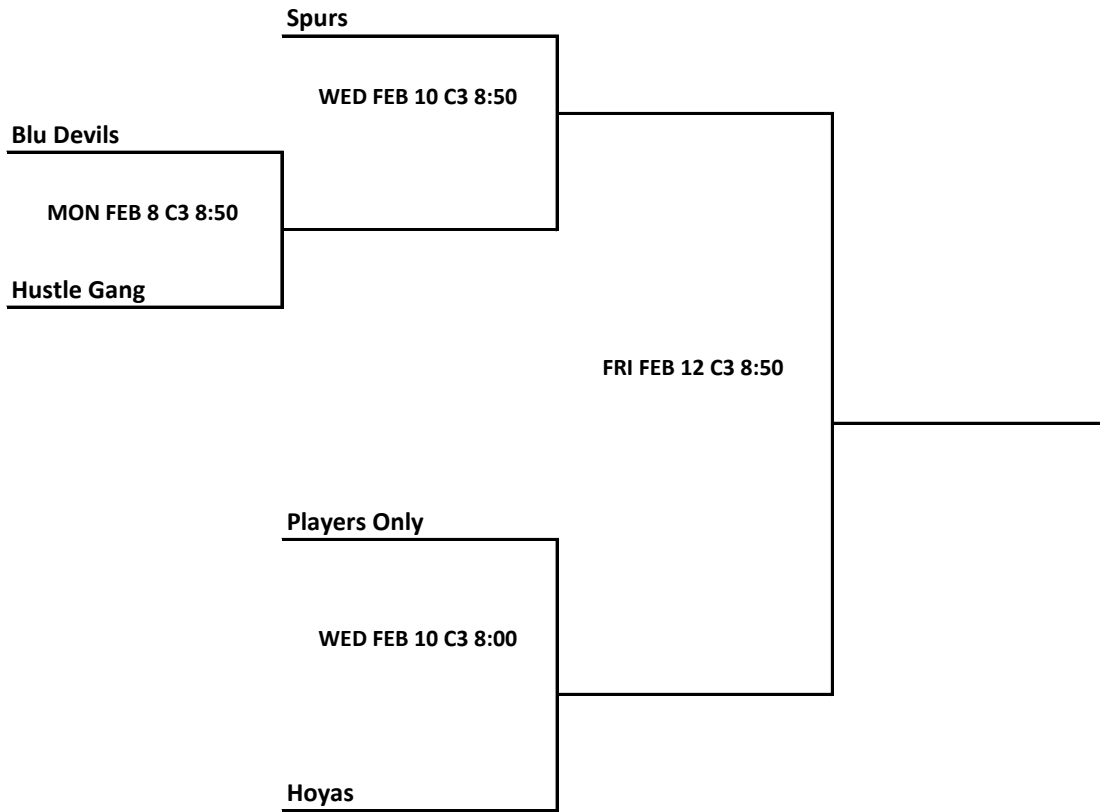 Spurs
WED FEB 10 C3 8:50
Blu Devils
MON FEB 8 C3 8:50
Hustle Gang
FRI FEB 12 C3 8:50
Players Only
WED FEB 10 C3 8:00
Hoyas